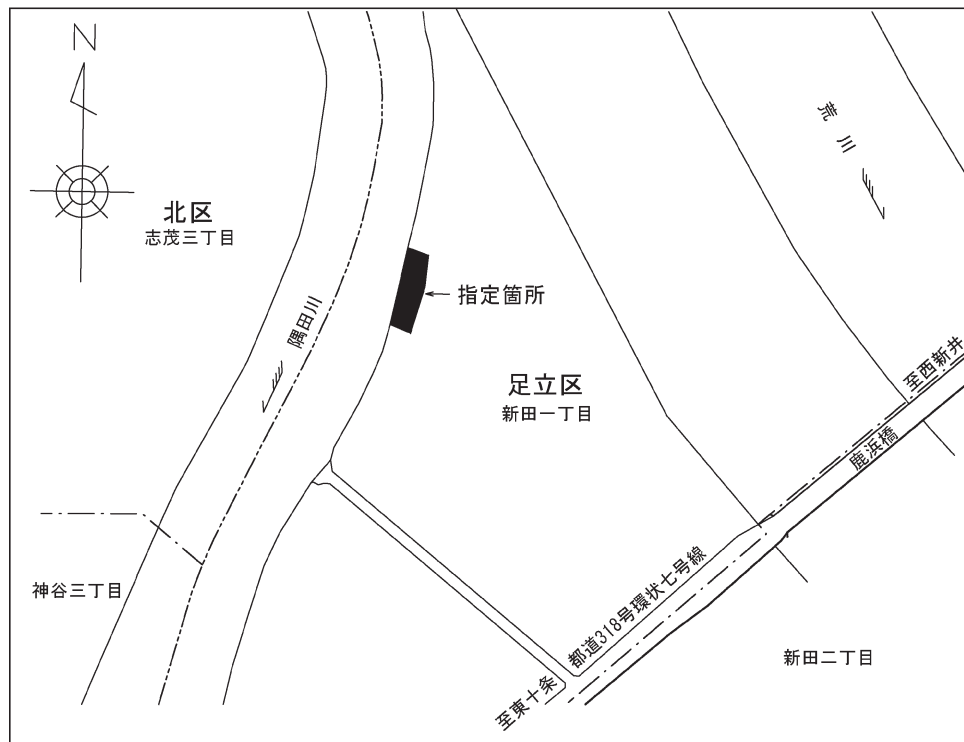 N
北区
志茂三丁目
荒川
指定箇所
隅田川
足立区
新田一丁目
至西新井
鹿浜橋
神谷三丁目
都道318号環状七号線
新田二丁目
至東十条